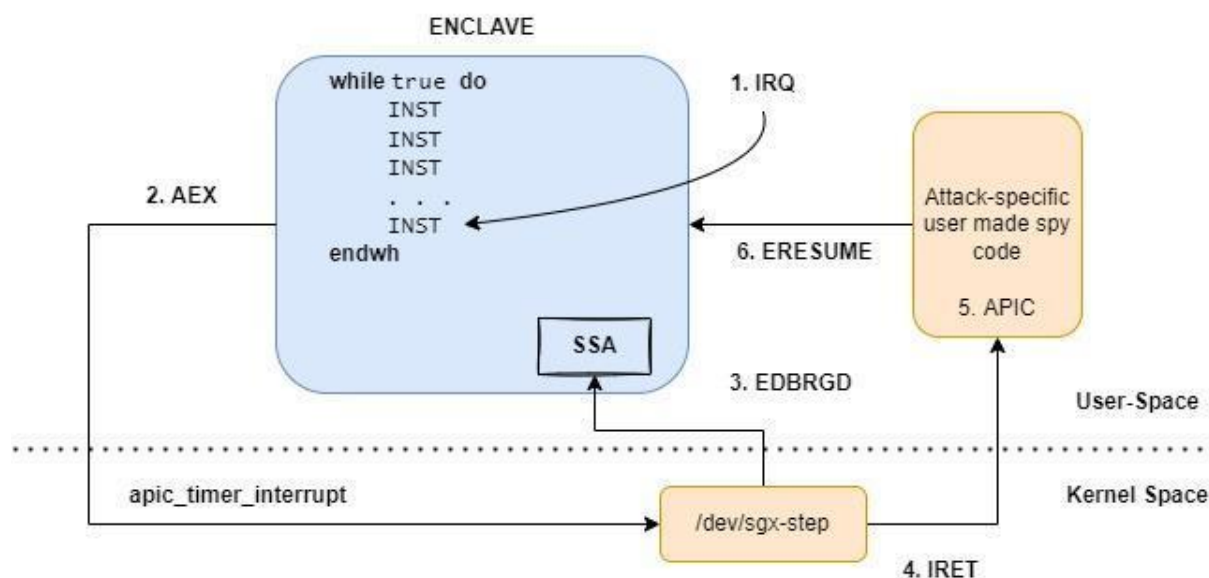 ENCLAVE
while true do
INST
INST
INST
. . .
INST
endwh
1. IRQ
2. AEX
Attack-specific
user made spy
code
5. APIC
6. ERESUME
SSA
3. EDBRGD
User-Space
apic_timer_interrupt
/dev/sgx-step
Kernel Space
4. IRET